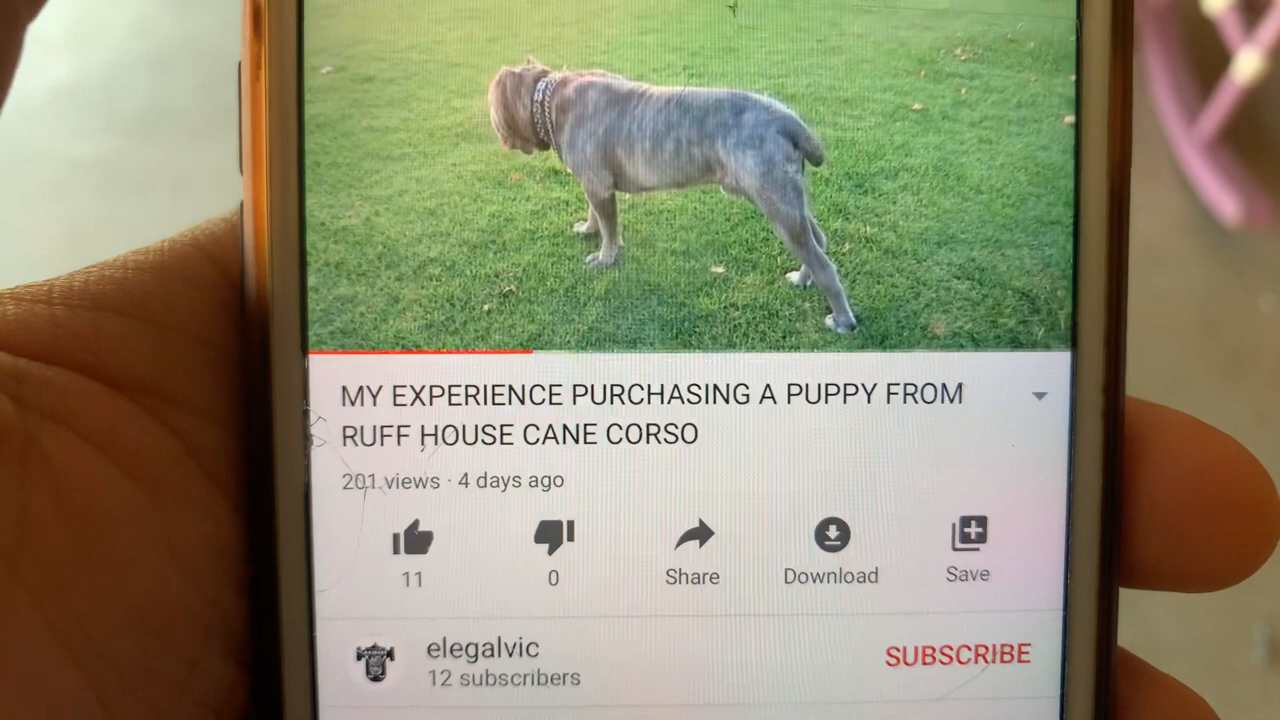 MY EXPERIENCE PURCHASING A PUPPY FROM
RUFF HOUSE CANE CORSO
201 views · 4 days ago
11
0
Share
Download
Save
elegalvic
12 subscribers
SUBSCRIBE